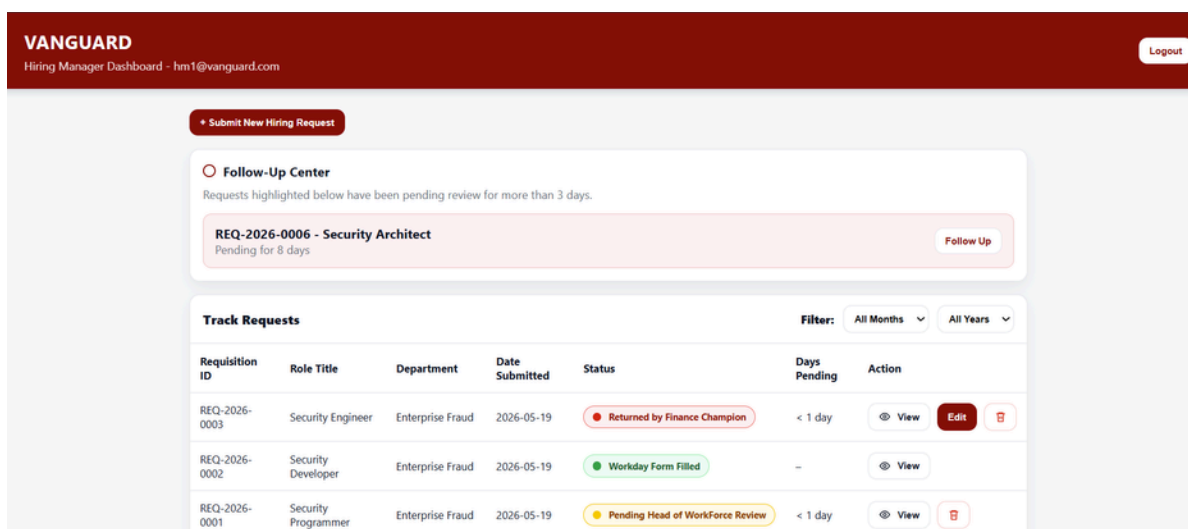 VANGUARD
Hiring Manager Dashboard - hm1@vanguard.com
Logout
+ Submit New Hiring Request
Follow-Up Center
Requests highlighted below have been pending review for more than 3 days.
REQ-2026-0006 - Security Architect
Pending for 8 days
Follow Up
Track Requests
Filter:
All Months
All Years
Requisition
ID
Role Title
Department
Date
Submitted
Status
Days
Pending
Action
REQ-2026-
0003
Security Engineer
Enterprise Fraud
2026-05-19
Returned by Finance Champion
< 1 day
View
Edit
REQ-2026-
0002
Security
Developer
Enterprise Fraud
2026-05-19
Workday Form Filled
–
View
REQ-2026-
0001
Security
Programmer
Enterprise Fraud
2026-05-19
Pending Head of WorkForce Review
< 1 day
View